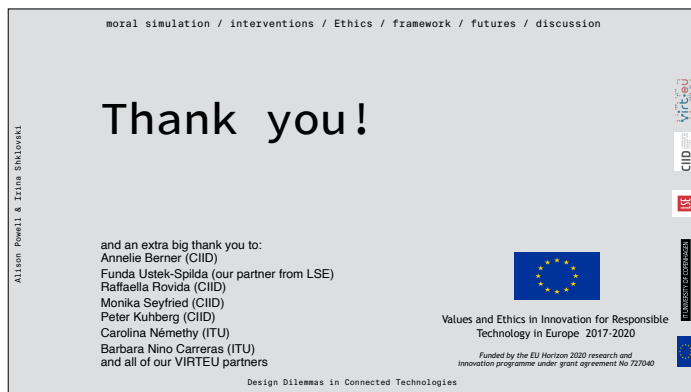 moral simulation / interventions / Ethics / framework / futures / discussion
Alison Powell & Irina Shklovski
Thank you!
and an extra big thank you to:
Annelie Berner (CIID)
Funda Ustek-Spilda (our partner from LSE)
Raffaella Rovida (CIID)
Monika Seyfried (CIID)
Peter Kuhberg (CIID)
Carolina Némethy (ITU)
Barbara Nino Carreras (ITU)
and all of our VIRTEU partners
Values and Ethics in Innovation for Responsible
Technology in Europe 2017-2020
Funded by the EU Horizon 2020 research and
innovation programme under grant agreement No 727040
virt·eu
CIID
LSE
IT UNIVERSITY OF COPENHAGEN
Design Dilemmas in Connected Technologies